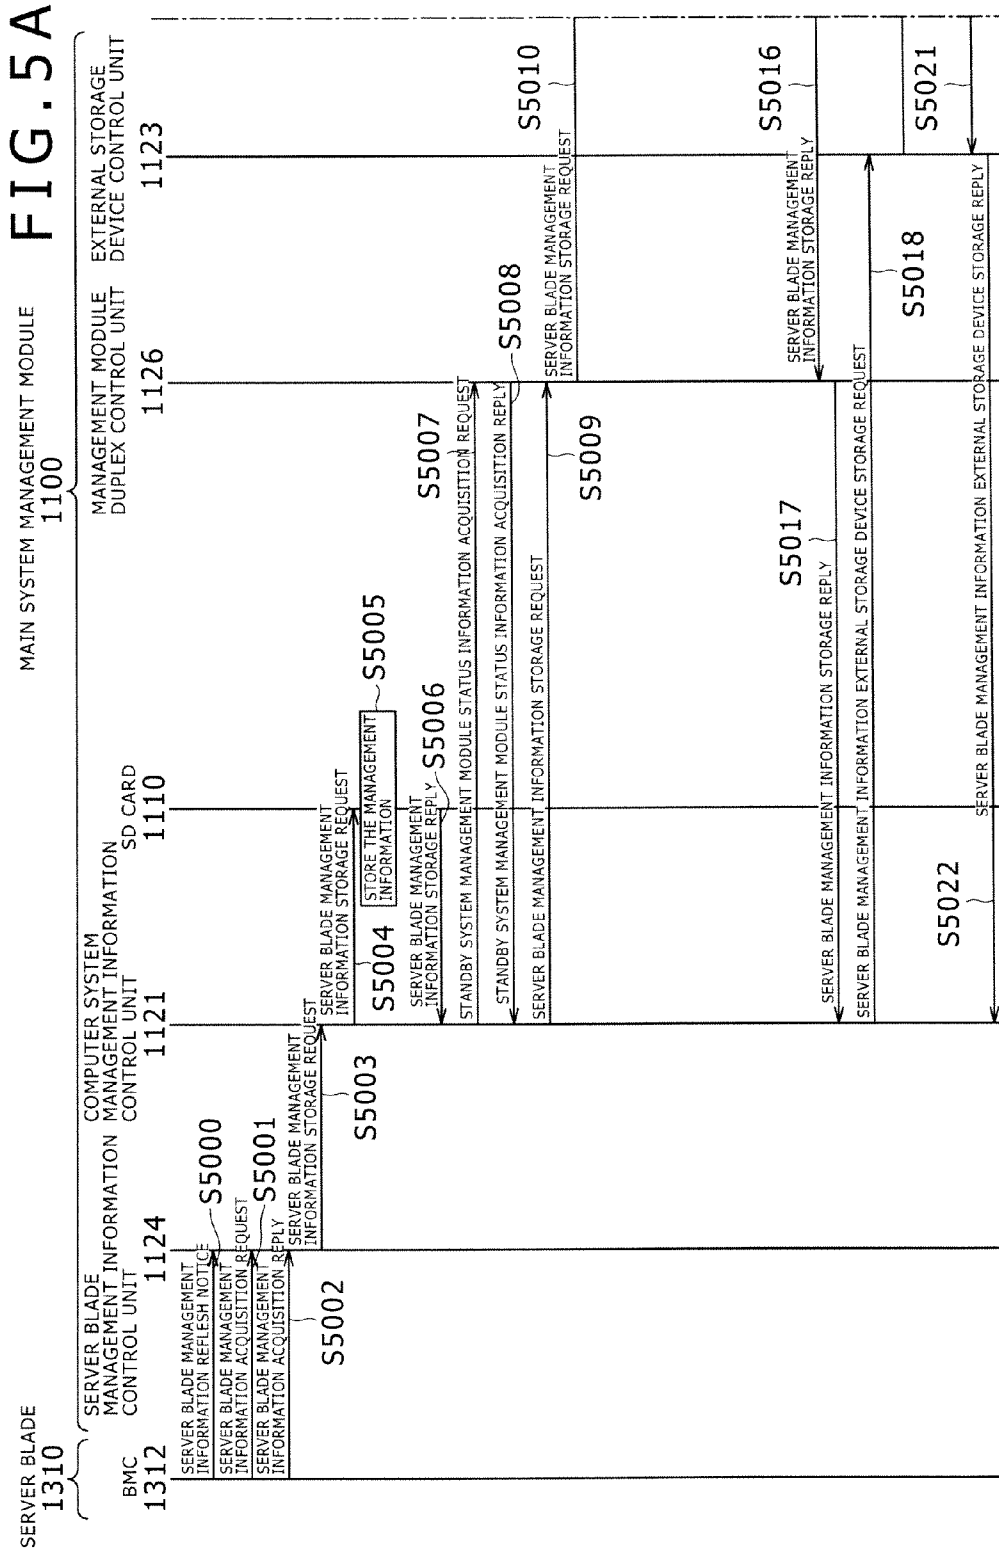 FIG.5A
SERVER BLADE
1310
MAIN SYSTEM MANAGEMENT MODULE
1100
BMC
1312
SERVER BLADE
MANAGEMENT INFORMATION
CONTROL UNIT
1124
COMPUTER SYSTEM
MANAGEMENT INFORMATION
CONTROL UNIT
1121
SD CARD
1110
MANAGEMENT MODULE
DUPLEX CONTROL UNIT
1126
EXTERNAL STORAGE
DEVICE CONTROL UNIT
1123
SERVER BLADE MANAGEMENT
INFORMATION REFLESH NOTICE
S5000
SERVER BLADE MANAGEMENT
INFORMATION ACQUISITION REQUEST
S5001
SERVER BLADE MANAGEMENT
INFORMATION ACQUISITION REPLY
S5002
SERVER BLADE MANAGEMENT
INFORMATION STORAGE REQUEST
S5003
SERVER BLADE MANAGEMENT
INFORMATION STORAGE REQUEST
S5004
STORE THE MANAGEMENT
INFORMATION
S5005
SERVER BLADE MANAGEMENT
INFORMATION STORAGE REPLY
S5006
STANDBY SYSTEM MANAGEMENT MODULE STATUS INFORMATION ACQUISITION REQUEST
S5007
STANDBY SYSTEM MANAGEMENT MODULE STATUS INFORMATION ACQUISITION REPLY
S5008
SERVER BLADE MANAGEMENT INFORMATION STORAGE REQUEST
S5009
SERVER BLADE MANAGEMENT
INFORMATION STORAGE REQUEST
S5010
SERVER BLADE MANAGEMENT
INFORMATION STORAGE REPLY
S5016
SERVER BLADE MANAGEMENT INFORMATION STORAGE REPLY
S5017
SERVER BLADE MANAGEMENT INFORMATION EXTERNAL STORAGE DEVICE STORAGE REQUEST
S5018
S5021
SERVER BLADE MANAGEMENT INFORMATION EXTERNAL STORAGE DEVICE STORAGE REPLY
S5022